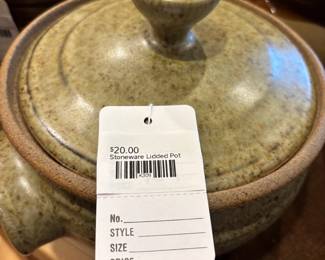 $20.00
Stoneware Lidded Pot
No.
STYLE
SIZE